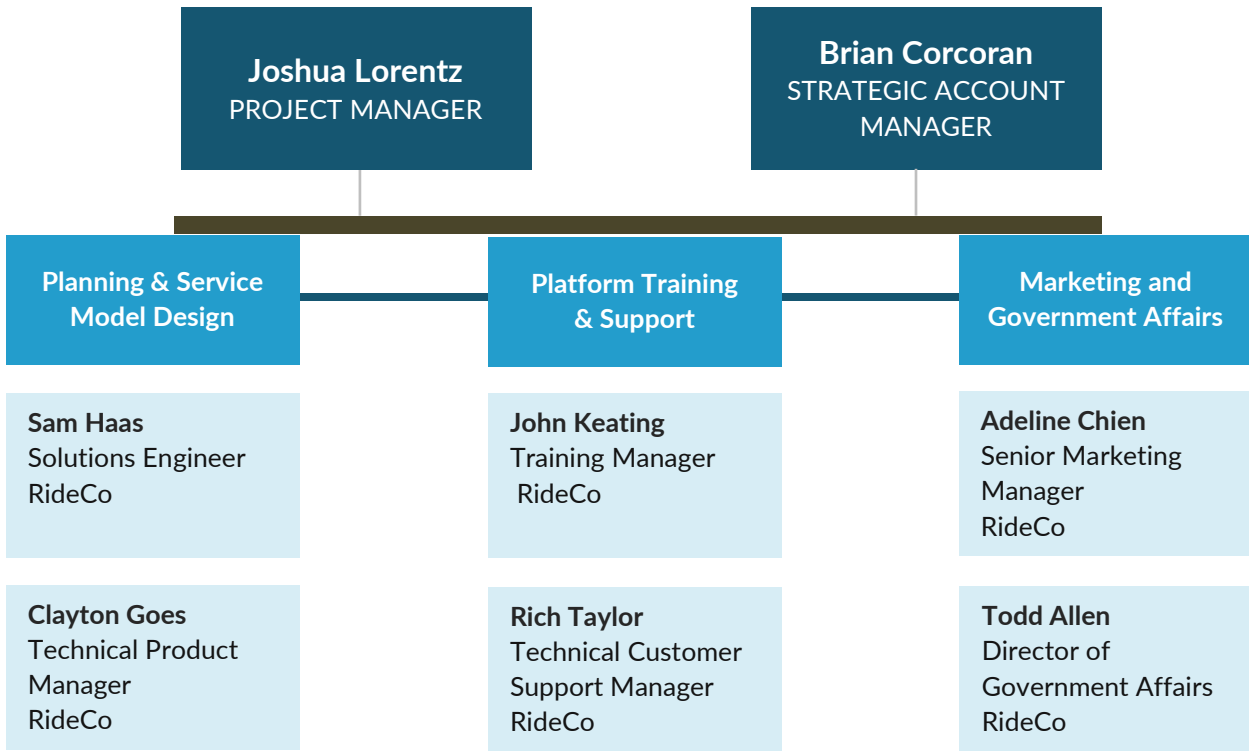 Joshua Lorentz
PROJECT MANAGER
Brian Corcoran
STRATEGIC ACCOUNT
MANAGER
Planning & Service
Model Design
Platform Training
& Support
Marketing and
Government Affairs
Sam Haas
Solutions Engineer
RideCo
John Keating
Training Manager
RideCo
Adeline Chien
Senior Marketing
Manager
RideCo
Clayton Goes
Technical Product
Manager
RideCo
Rich Taylor
Technical Customer
Support Manager
RideCo
Todd Allen
Director of
Government Affairs
RideCo